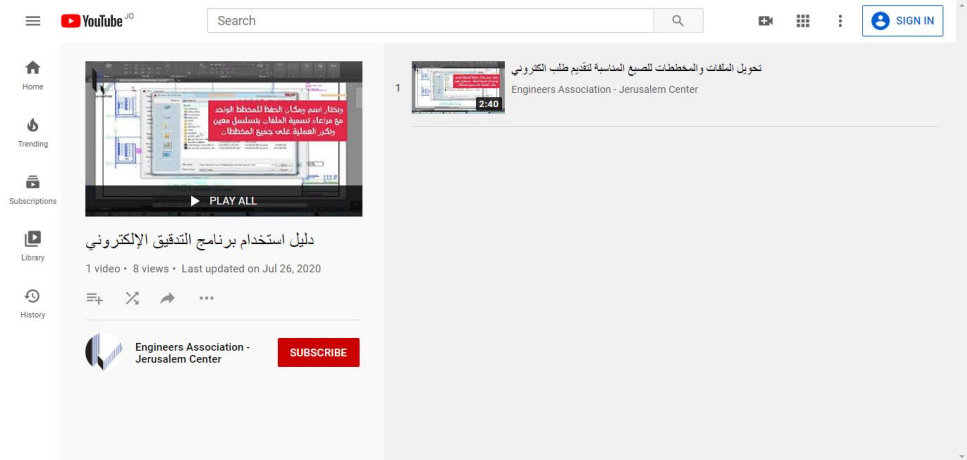 YouTube JO
Search
SIGN IN
Home
Trending
Subscriptions
Library
History
ونختار اسم ومكان الحفظ للمخطط الواحد
مع مراعاة تسمية الملفات بتسلسل معين
ونكرر العملية على جميع المخططات
PLAY ALL
دليل استخدام برنامج التدقيق الإلكتروني
1 video • 8 views • Last updated on Jul 26, 2020
Engineers Association -
Jerusalem Center
SUBSCRIBE
1
2:40
تحويل الملفات والمخططات للصيغ المناسبة لتقديم طلب الكتروني
Engineers Association - Jerusalem Center